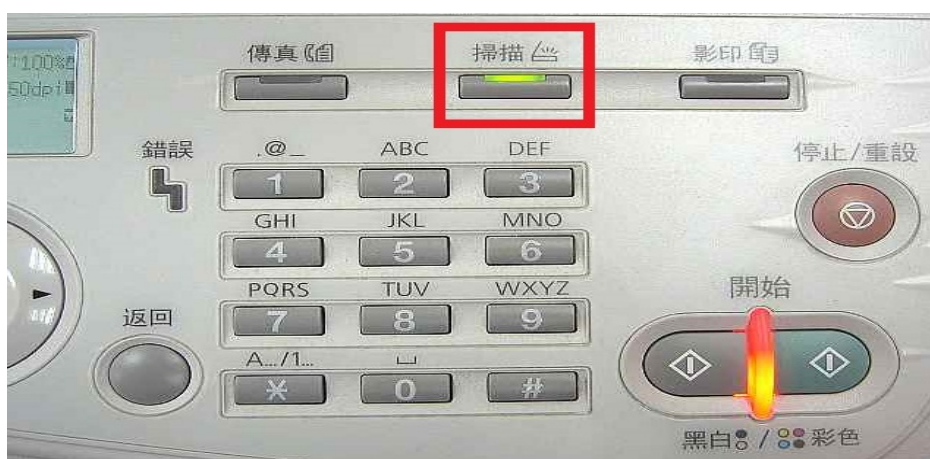 傳真 掃描 影印
:100%
50dpi
錯誤 .@_ ABC DEF 停止/重設
1 2 3
GHI JKL MNO
4 5 6
PQRS TUV WXYZ 開始
返回 7 8 9
A.../1... ⎵
* 0 #
黑白 / 彩色